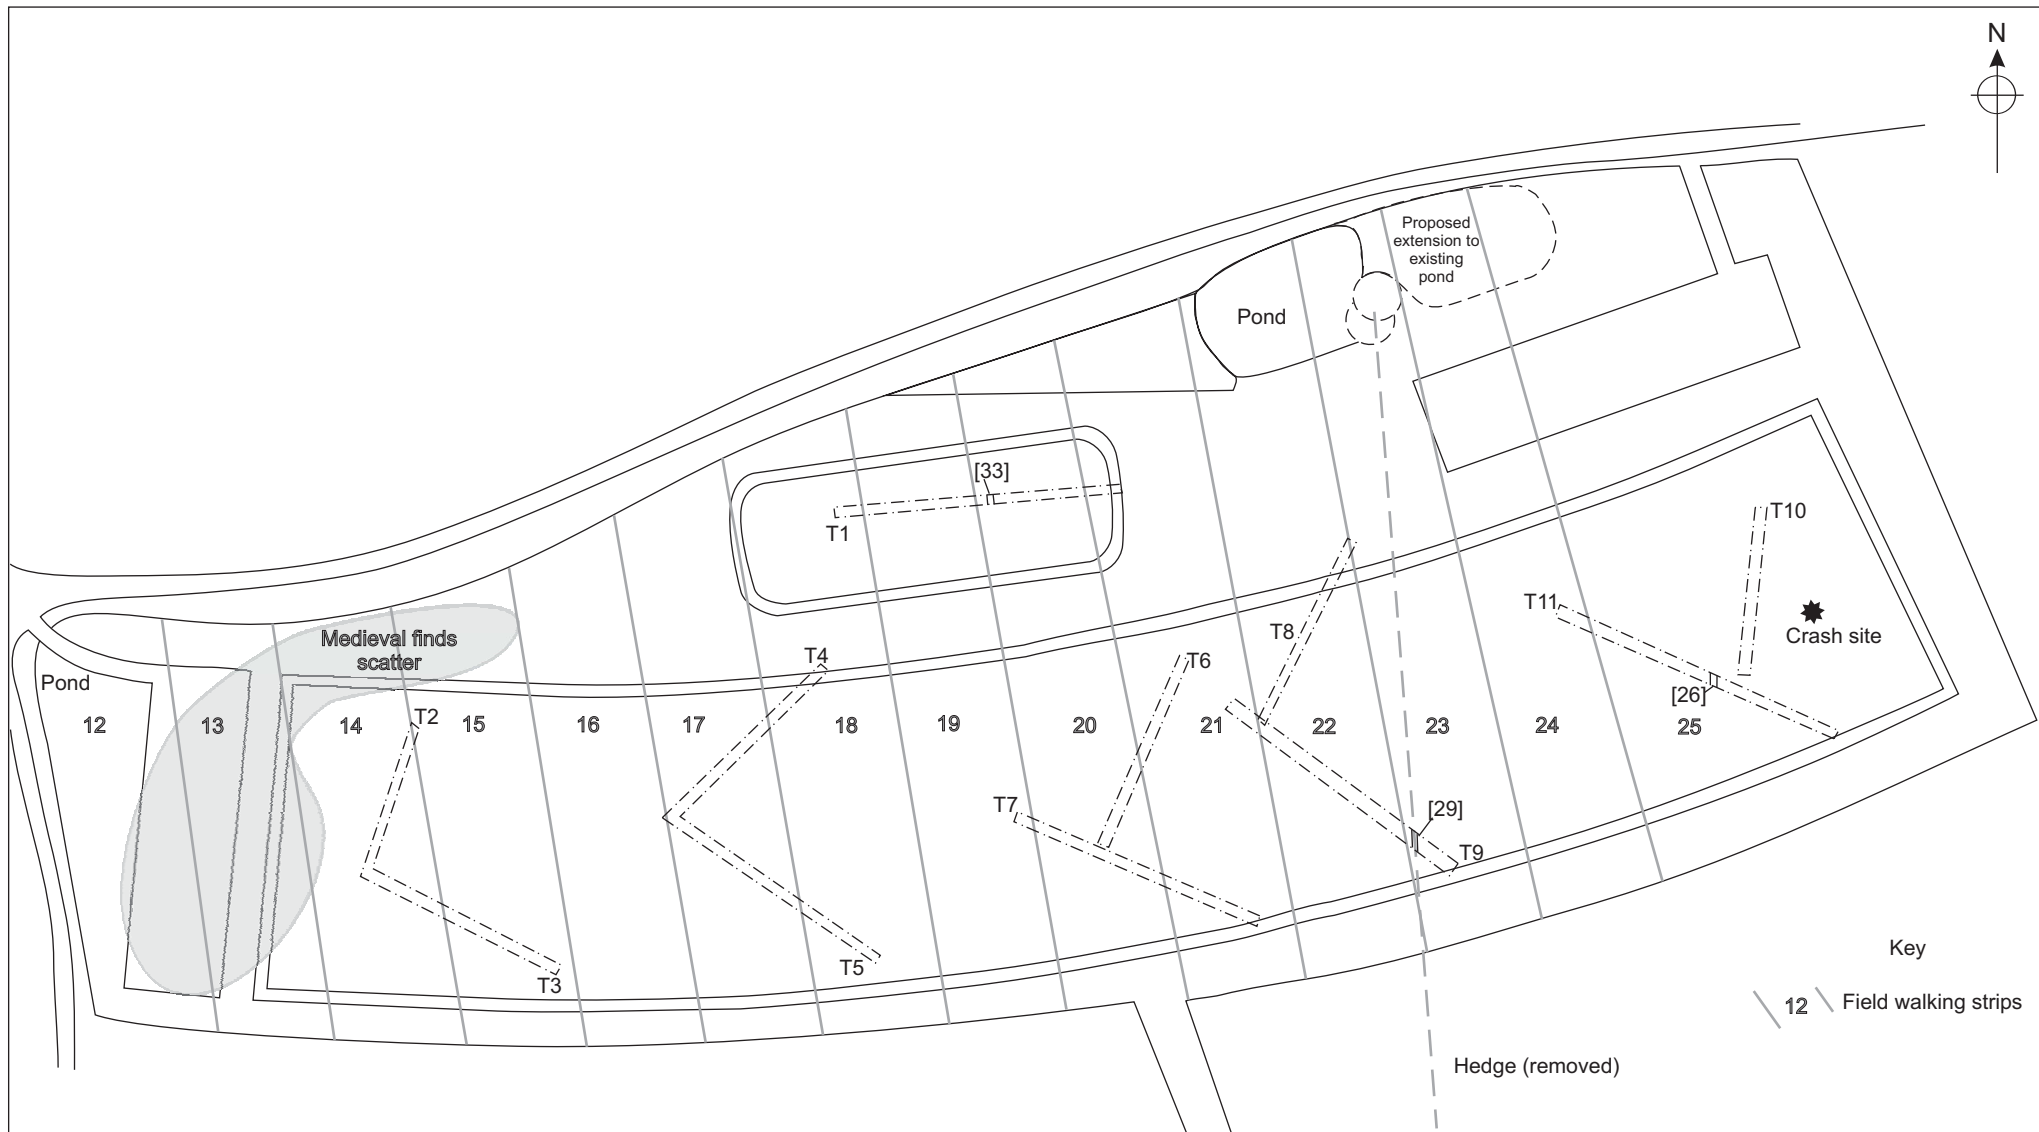 N
Proposed
extension to
existing
pond
Pond
[33]
T1
T10
T11
Crash site
Medieval finds
scatter
T8
T4
T6
Pond
[26]
12
13
14
T2
15
16
17
18
19
20
21
22
23
24
25
T7
[29]
T9
T5
T3
Key
12 Field walking strips
Hedge (removed)